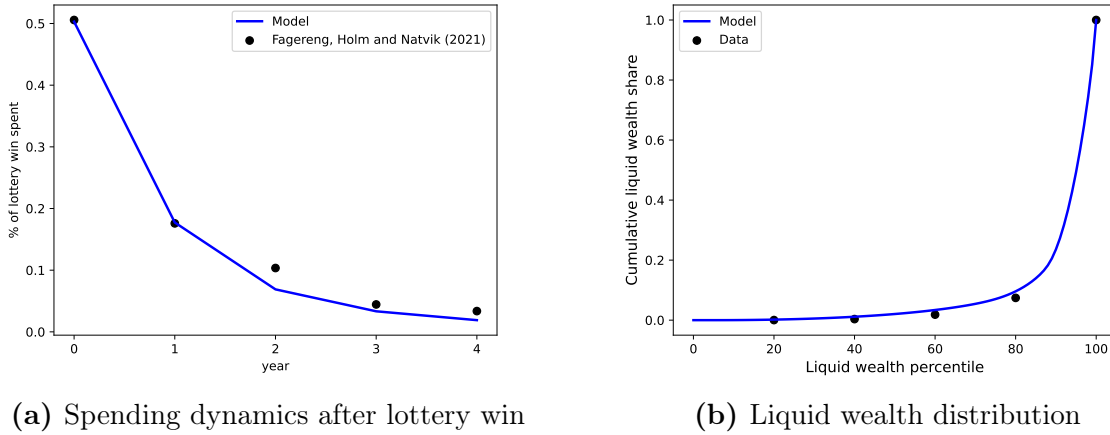 % of lottery win spent
0.5
0.4
0.3
0.2
0.1
0.0
0 1 2 3 4
year
Model
Fagereng, Holm and Natvik (2021)
(a) Spending dynamics after lottery win
Cumulative liquid wealth share
1.0
0.8
0.6
0.4
0.2
0.0
0 20 40 60 80 100
Liquid wealth percentile
Model
Data
(b) Liquid wealth distribution